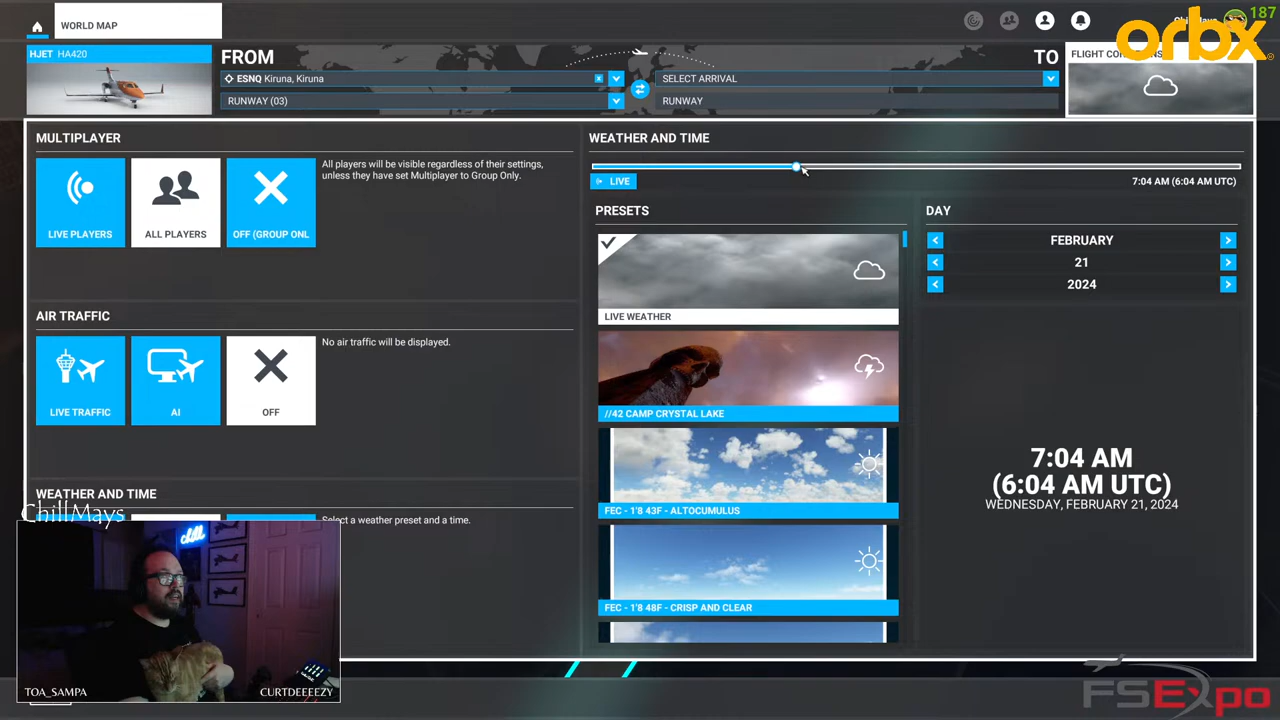 WORLD MAP
187
orbx
HJET HA420
FROM
TO
FLIGHT CON
ESNQ Kiruna, Kiruna
SELECT ARRIVAL
RUNWAY (03)
RUNWAY
MULTIPLAYER
LIVE PLAYERS
ALL PLAYERS
OFF (GROUP ONL
All players will be visible regardless of their settings,
unless they have set Multiplayer to Group Only.
AIR TRAFFIC
LIVE TRAFFIC
AI
OFF
No air traffic will be displayed.
WEATHER AND TIME
Select a weather preset and a time.
ChillMays
chill
TOA_SAMPA
CURTDEEEEZY
WEATHER AND TIME
LIVE
7:04 AM (6:04 AM UTC)
PRESETS
LIVE WEATHER
//42 CAMP CRYSTAL LAKE
FEC - 1'8 43F - ALTOCUMULUS
FEC - 1'8 48F - CRISP AND CLEAR
DAY
FEBRUARY
21
2024
7:04 AM
(6:04 AM UTC)
WEDNESDAY, FEBRUARY 21, 2024
FSExpo